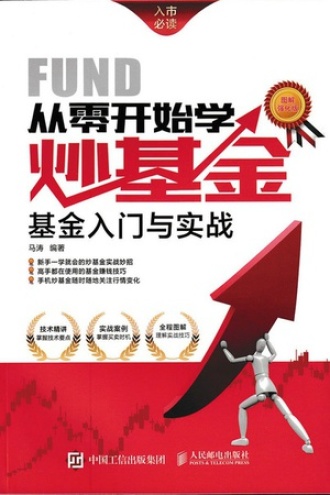 入市
必读
FUND
图解
强化版
从零开始学
炒基金
基金入门与实战
马涛 编著
新手一学就会的炒基金实战妙招
高手都在使用的基金赚钱技巧
手机炒基金随时随地关注行情变化
技术精讲
掌握技术要点
实战案例
掌握买卖时机
全程图解
理解实战技巧
中国工信出版集团
人民邮电出版社
POSTS & TELECOM PRESS